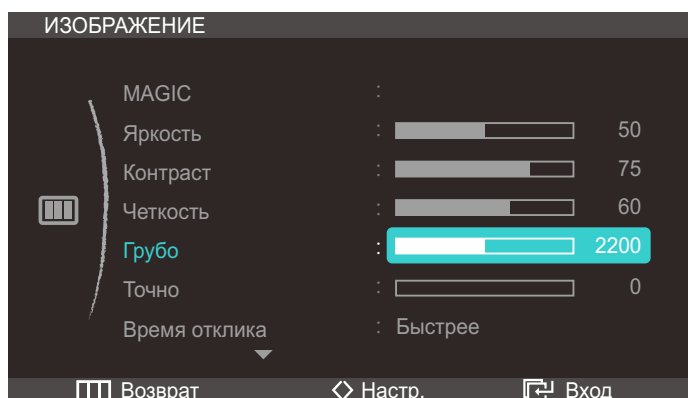 ИЗОБРАЖЕНИЕ
MAGIC :
Яркость : 50
Контраст : 75
Четкость : 60
Грубо : 2200
Точно : 0
Время отклика : Быстрее
Возврат Настр. Вход